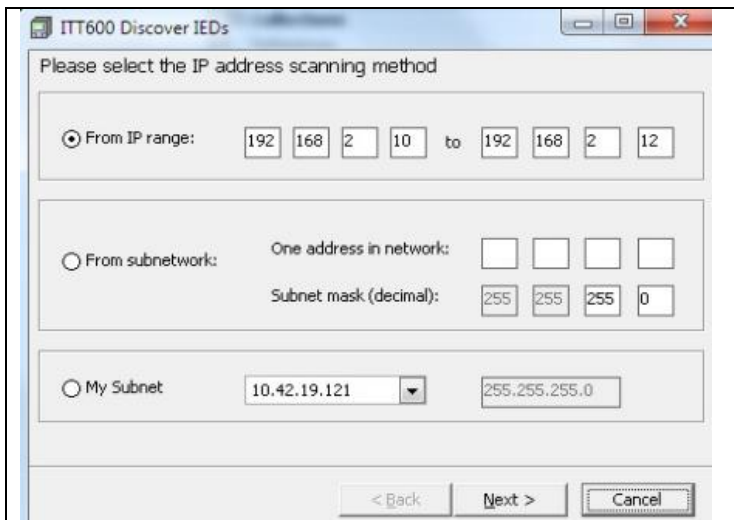 ITT600 Discover IEDs
Please select the IP address scanning method
From IP range: 192 168 2 10 to 192 168 2 12
From subnetwork: One address in network:
Subnet mask (decimal): 255 255 255 0
My Subnet 10.42.19.121 255.255.255.0
< Back Next > Cancel